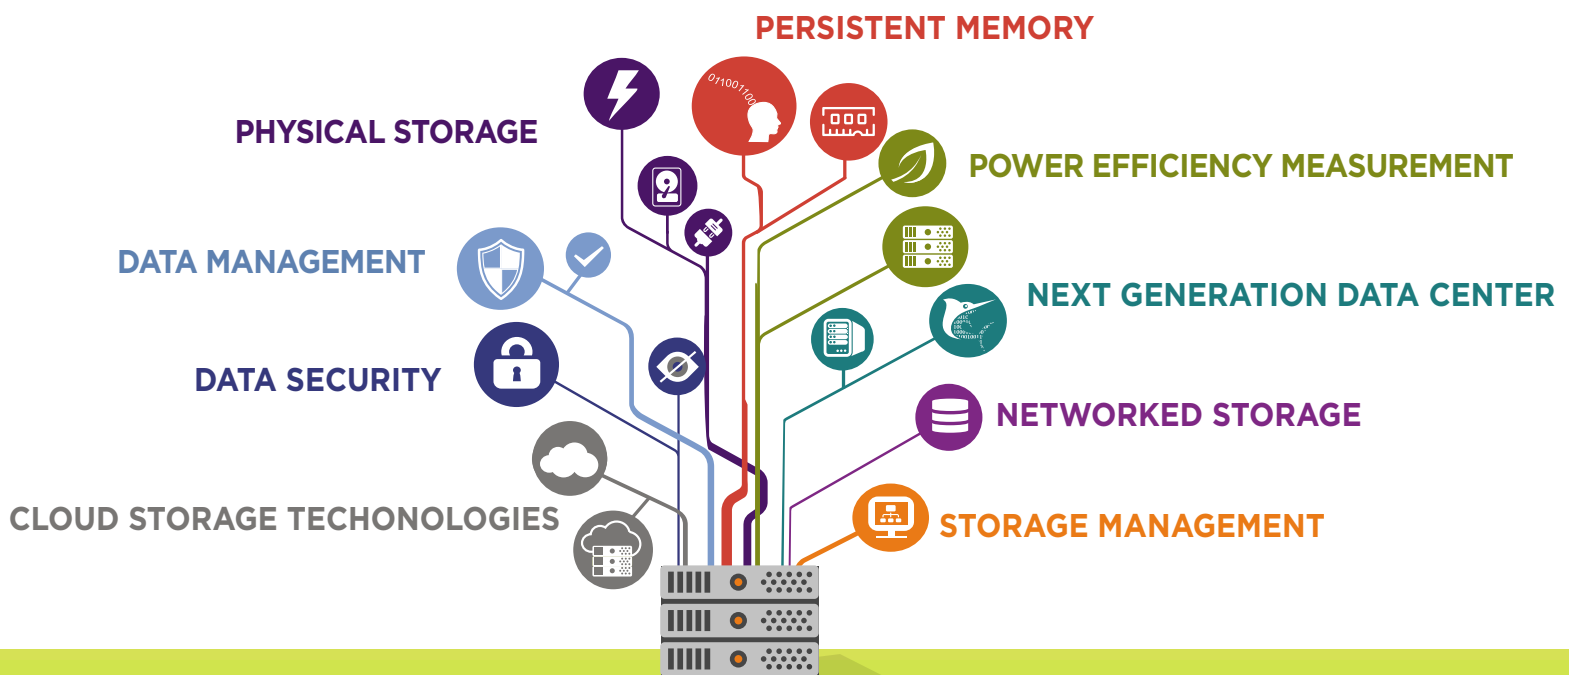 PERSISTENT MEMORY
011001100
PHYSICAL STORAGE
POWER EFFICIENCY MEASUREMENT
DATA MANAGEMENT
NEXT GENERATION DATA CENTER
DATA SECURITY
NETWORKED STORAGE
CLOUD STORAGE TECHONOLOGIES
STORAGE MANAGEMENT